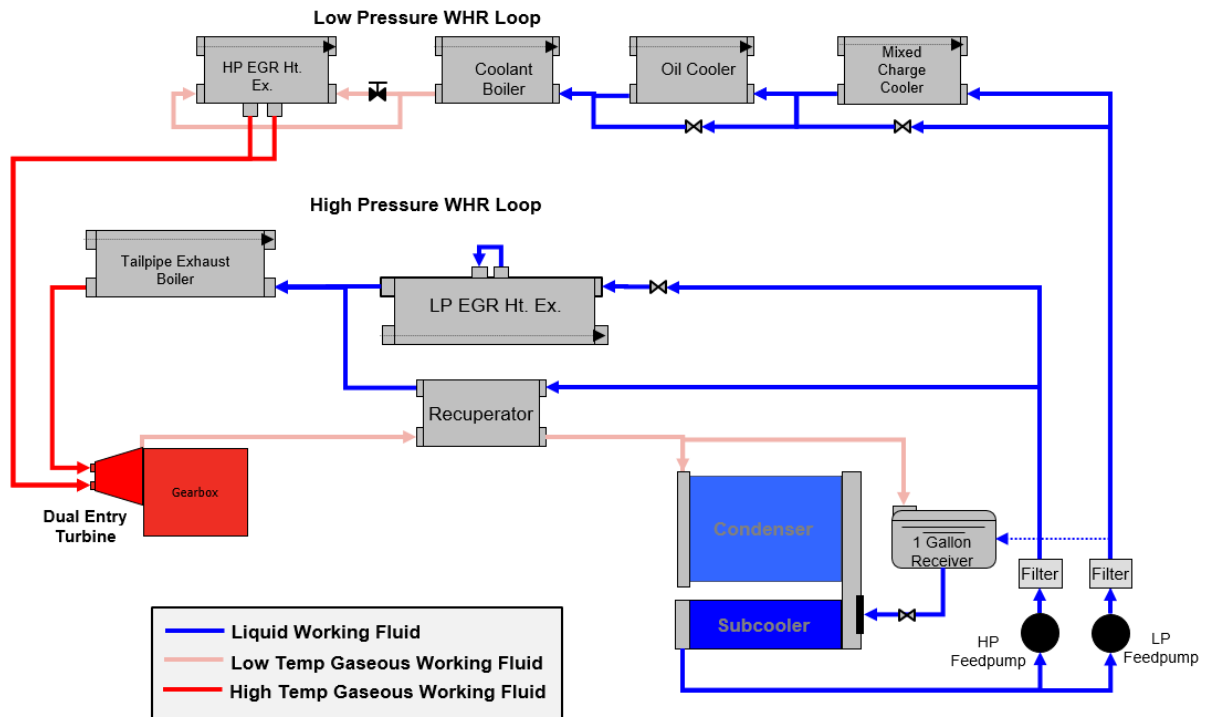 Low Pressure WHR Loop
HP EGR Ht.
Ex.
Coolant
Boiler
Oil Cooler
Mixed
Charge
Cooler
High Pressure WHR Loop
Tailpipe Exhaust
Boiler
LP EGR Ht. Ex.
Recuperator
Gearbox
Dual Entry
Turbine
Condenser
1 Gallon
Receiver
Filter
Filter
Subcooler
HP
Feedpump
LP
Feedpump
Liquid Working Fluid
Low Temp Gaseous Working Fluid
High Temp Gaseous Working Fluid